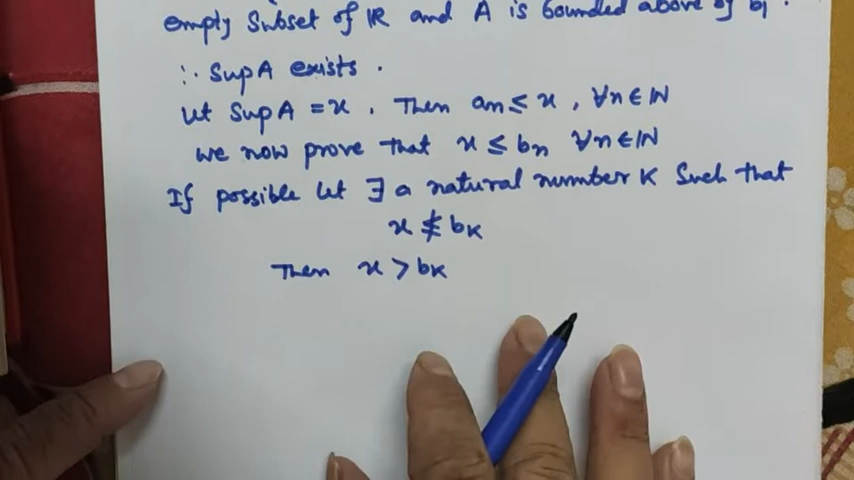 empty Subset of ℝ and A is bounded above by b₁.
∴ Sup A exists.
Let Sup A = x. Then aₙ ≤ x, ∀n∈ℕ
We now prove that x ≤ bₙ ∀n∈ℕ
If possible let ∃ a natural number K Such that
x ≰ bₖ
Then x > bₖ